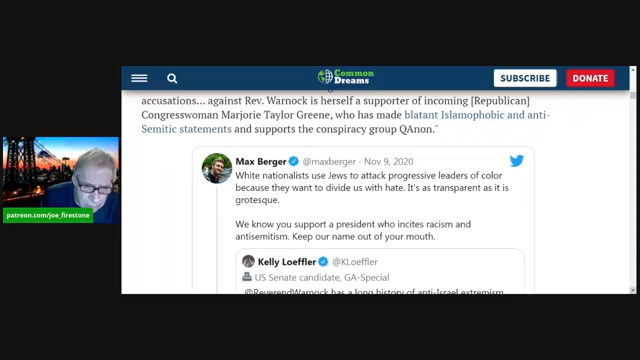 Common
Dreams
SUBSCRIBE
DONATE
accusations… against Rev. Warnock is herself a supporter of incoming [Republican]
Congresswoman Marjorie Taylor Greene, who has made blatant Islamophobic and anti-
Semitic statements and supports the conspiracy group QAnon."
Max Berger @maxberger · Nov 9, 2020
White nationalists use Jews to attack progressive leaders of color
because they want to divide us with hate. It's as transparent as it is
grotesque.
We know you support a president who incites racism and
antisemitism. Keep our name out of your mouth.
Kelly Loeffler @KLoeffler
US Senate candidate, GA-Special
@ReverendWarnock has a long history of anti-Israel extremism
patreon.com/joe_firestone